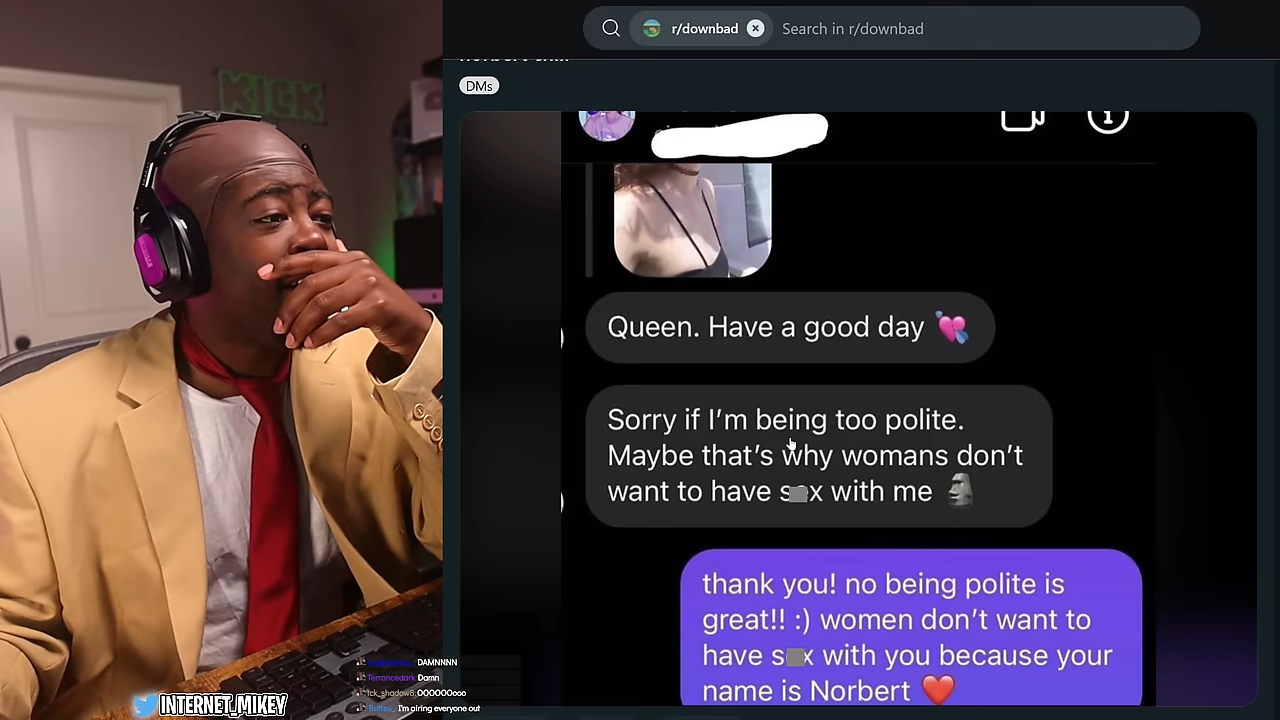 KICK
r/downbad
Search in r/downbad
DMs
Queen. Have a good day 💘
Sorry if I'm being too polite.
Maybe that's why womans don't
want to have s x with me 🗿
thank you! no being polite is
great!! :) women don't want to
have s x with you because your
name is Norbert ❤️
DAMNNNN
Terrancedark: Damn
ick_shadow8: OOOOOOooo
I'm airing everyone out
INTERNET_MIKEY